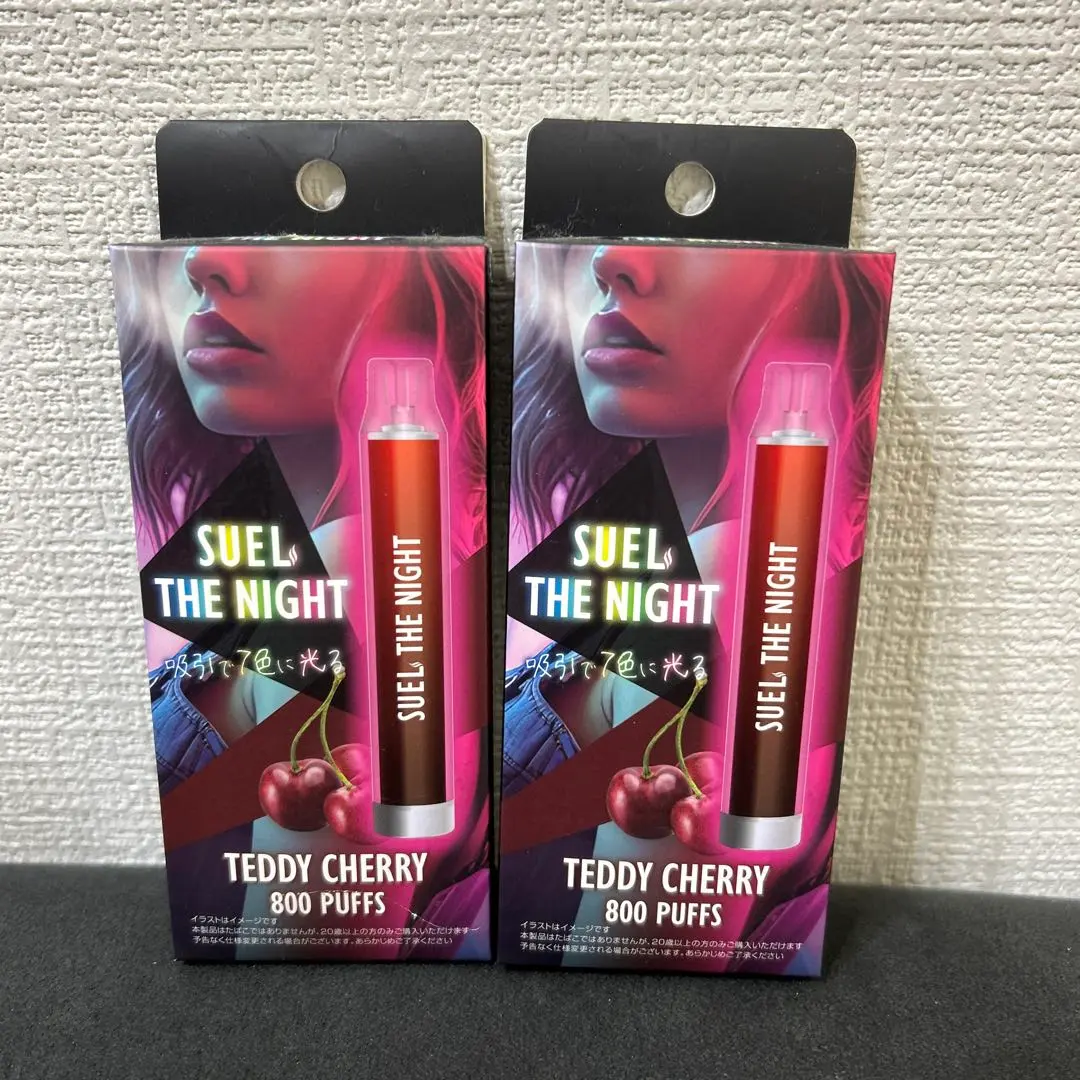 THE NIGHT
SUEL
THE NIGHT
吸引で7色に光る
SUEL THE NIGHT
TEDDY CHERRY
800 PUFFS
イラストはイメージです
本製品はたばこではありませんが、20歳以上の方のみご購入いただけます
予告なく仕様変更される場合がございます。あらかじめご了承ください
SUEL
THE NIGHT
吸引で7色に光る
SUEL THE NIGHT
TEDDY CHERRY
800 PUFFS
イラストはイメージです
本製品はたばこではありませんが、20歳以上の方のみご購入いただけます
予告なく仕様変更される場合がございます。あらかじめご了承ください